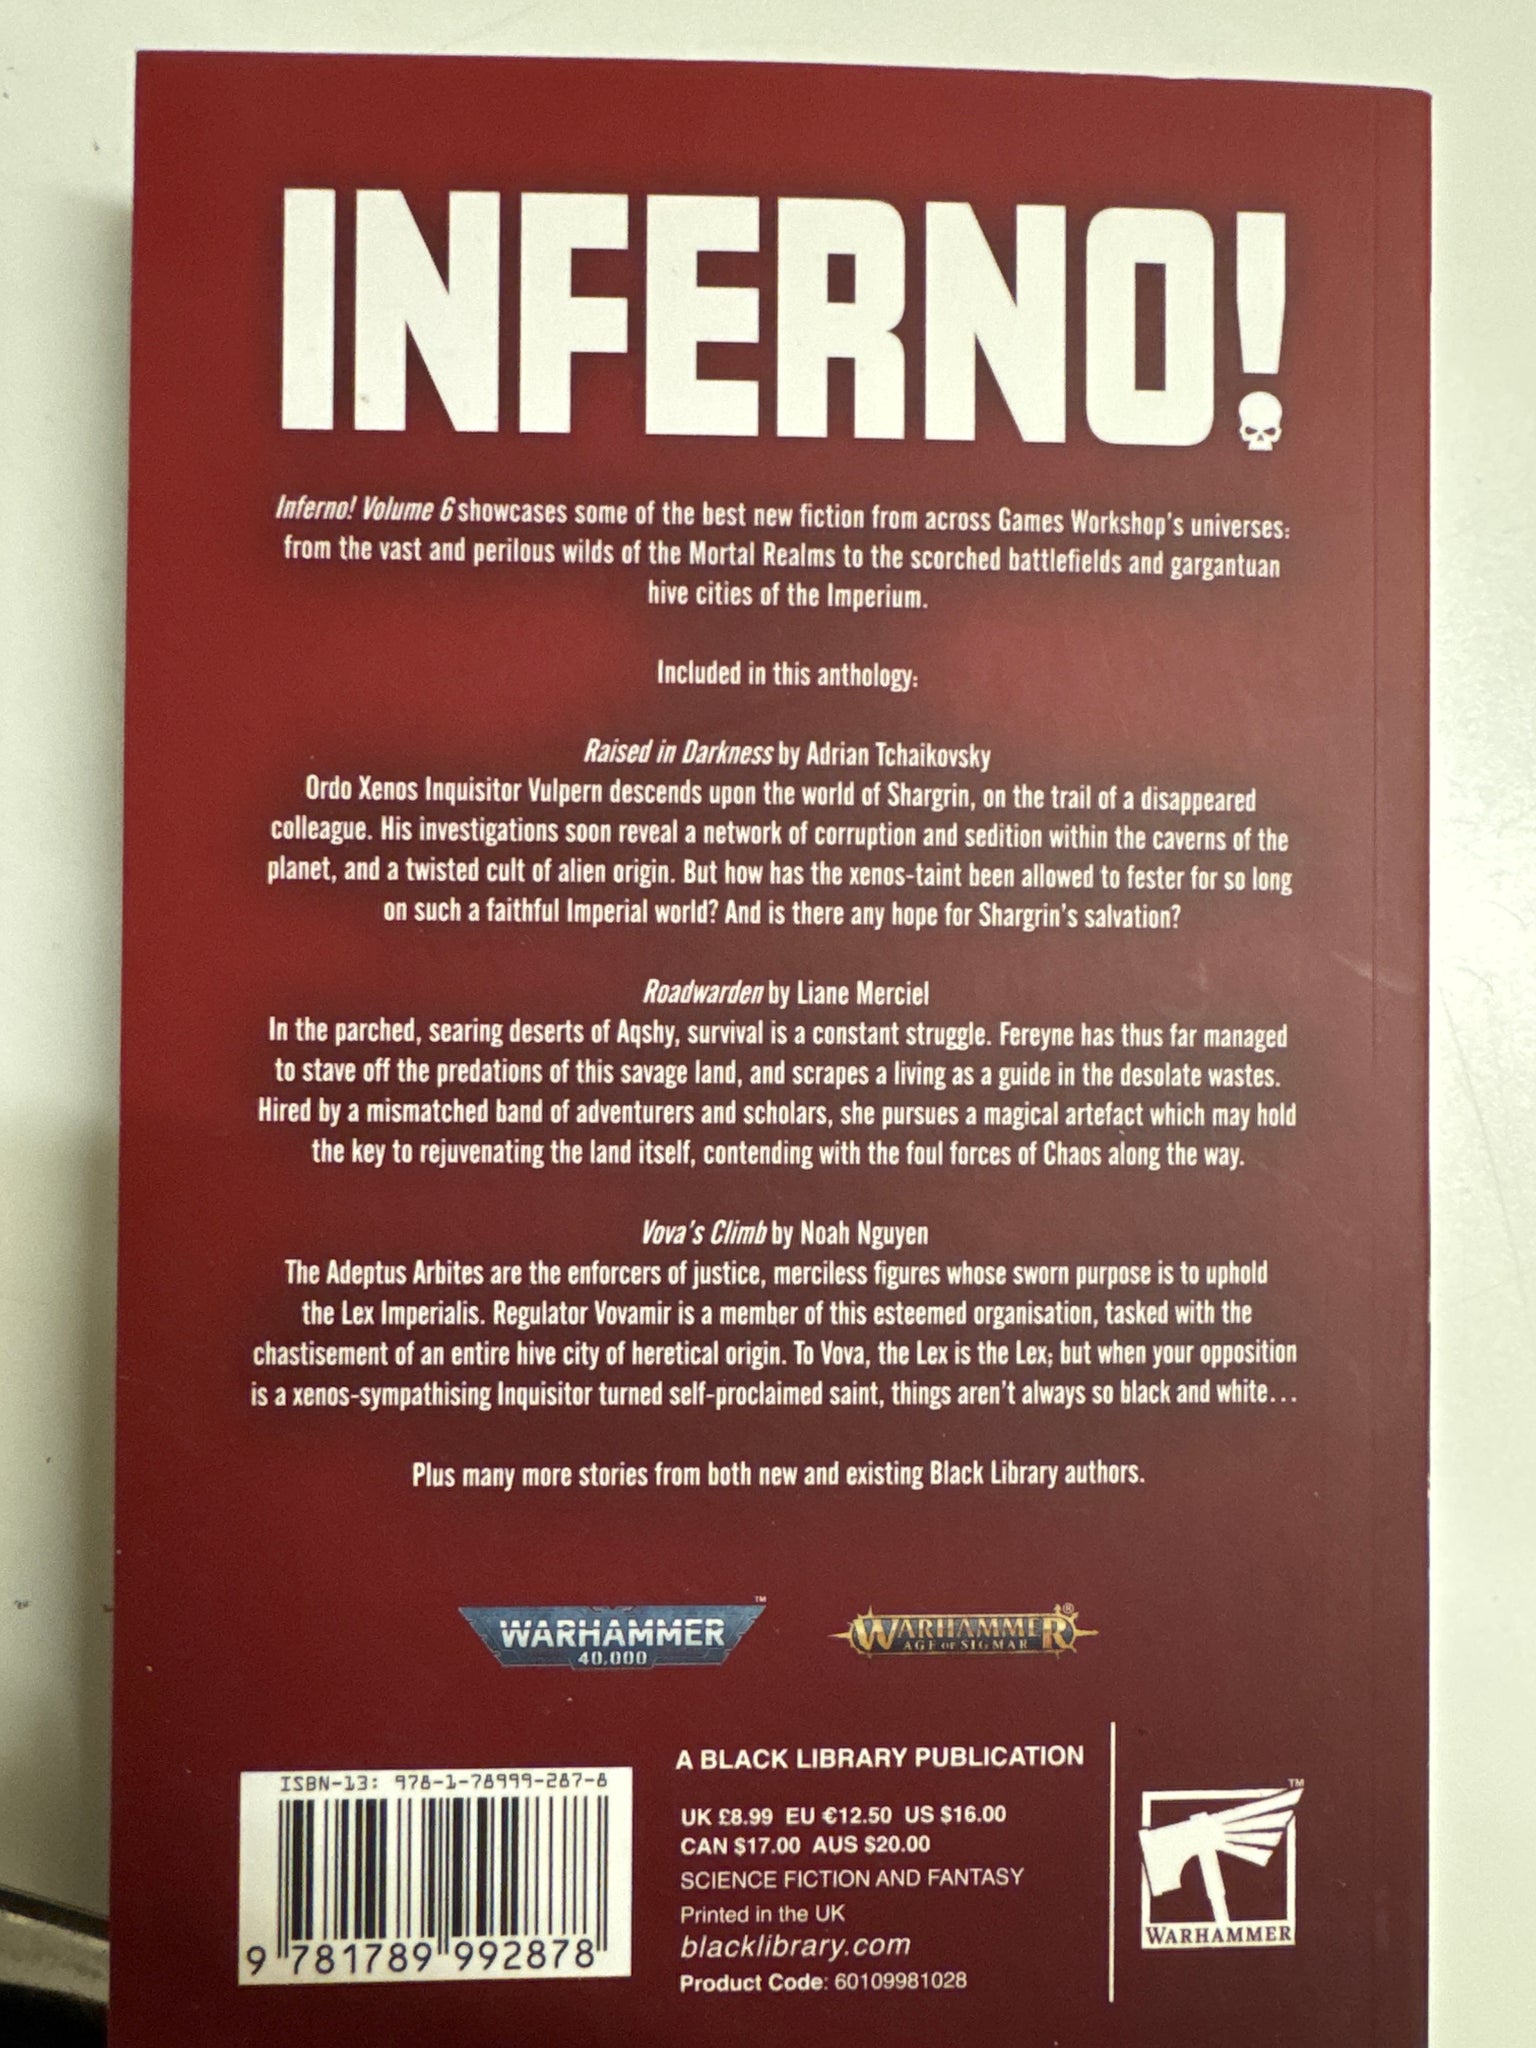 INFERNO!
Inferno! Volume 6 showcases some of the best new fiction from across Games Workshop's universes:
from the vast and perilous wilds of the Mortal Realms to the scorched battlefields and gargantuan
hive cities of the Imperium.
Included in this anthology:
Raised in Darkness by Adrian Tchaikovsky
Ordo Xenos Inquisitor Vulpern descends upon the world of Shargrin, on the trail of a disappeared
colleague. His investigations soon reveal a network of corruption and sedition within the caverns of the
planet, and a twisted cult of alien origin. But how has the xenos-taint been allowed to fester for so long
on such a faithful Imperial world? And is there any hope for Shargrin's salvation?
Roadwarden by Liane Merciel
In the parched, searing deserts of Aqshy, survival is a constant struggle. Fereyne has thus far managed
to stave off the predations of this savage land, and scrapes a living as a guide in the desolate wastes.
Hired by a mismatched band of adventurers and scholars, she pursues a magical artefact which may hold
the key to rejuvenating the land itself, contending with the foul forces of Chaos along the way.
Vova's Climb by Noah Nguyen
The Adeptus Arbites are the enforcers of justice, merciless figures whose sworn purpose is to uphold
the Lex Imperialis. Regulator Vovamir is a member of this esteemed organisation, tasked with the
chastisement of an entire hive city of heretical origin. To Vova, the Lex is the Lex; but when your opposition
is a xenos-sympathising Inquisitor turned self-proclaimed saint, things aren't always so black and white...
Plus many more stories from both new and existing Black Library authors.
WARHAMMER™
40,000
WARHAMMER®
AGE OF SIGMAR
ISBN-13: 978-1-78999-287-8
9 781789 992878
A BLACK LIBRARY PUBLICATION
UK £8.99 EU €12.50 US $16.00
CAN $17.00 AUS $20.00
SCIENCE FICTION AND FANTASY
Printed in the UK
blacklibrary.com
Product Code: 60109981028
™
WARHAMMER